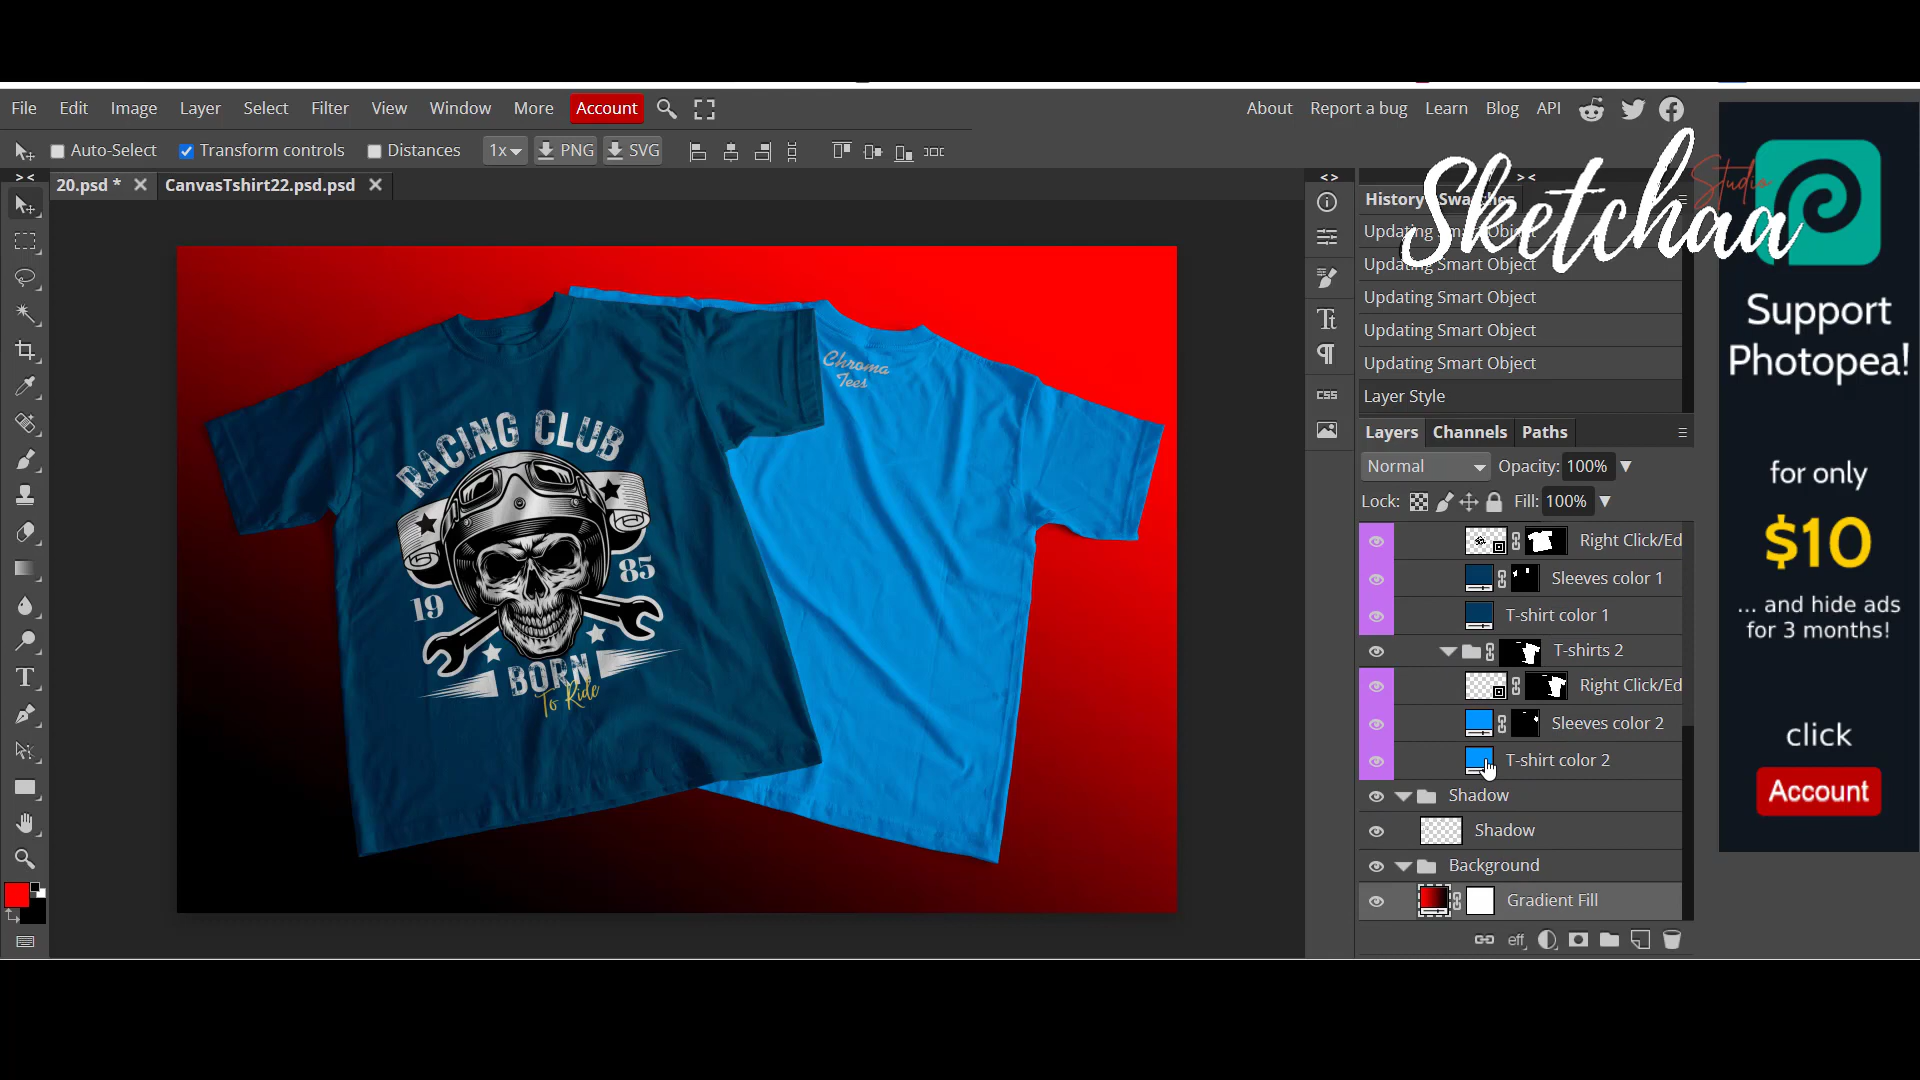 File Edit Image Layer Select Filter View Window More Account
About Report a bug Learn Blog API
Auto-Select Transform controls Distances 1x PNG SVG
20.psd * CanvasTshirt22.psd.psd
> <
< >
> <
History Swatches
Updating Smart Object
Updating Smart Object
Updating Smart Object
Updating Smart Object
Updating Smart Object
Layer Style
Sketchaa
Studio
CSS
Layers Channels Paths
Normal Opacity: 100%
Lock: Fill: 100%
Right Click/Ed
Sleeves color 1
T-shirt color 1
T-shirts 2
Right Click/Ed
Sleeves color 2
T-shirt color 2
Shadow
Shadow
Background
Gradient Fill
eff
RACING CLUB
19 85
BORN
To Ride
Chroma
Tees
Support
Photopea!
for only
$10
... and hide ads
for 3 months!
click
Account